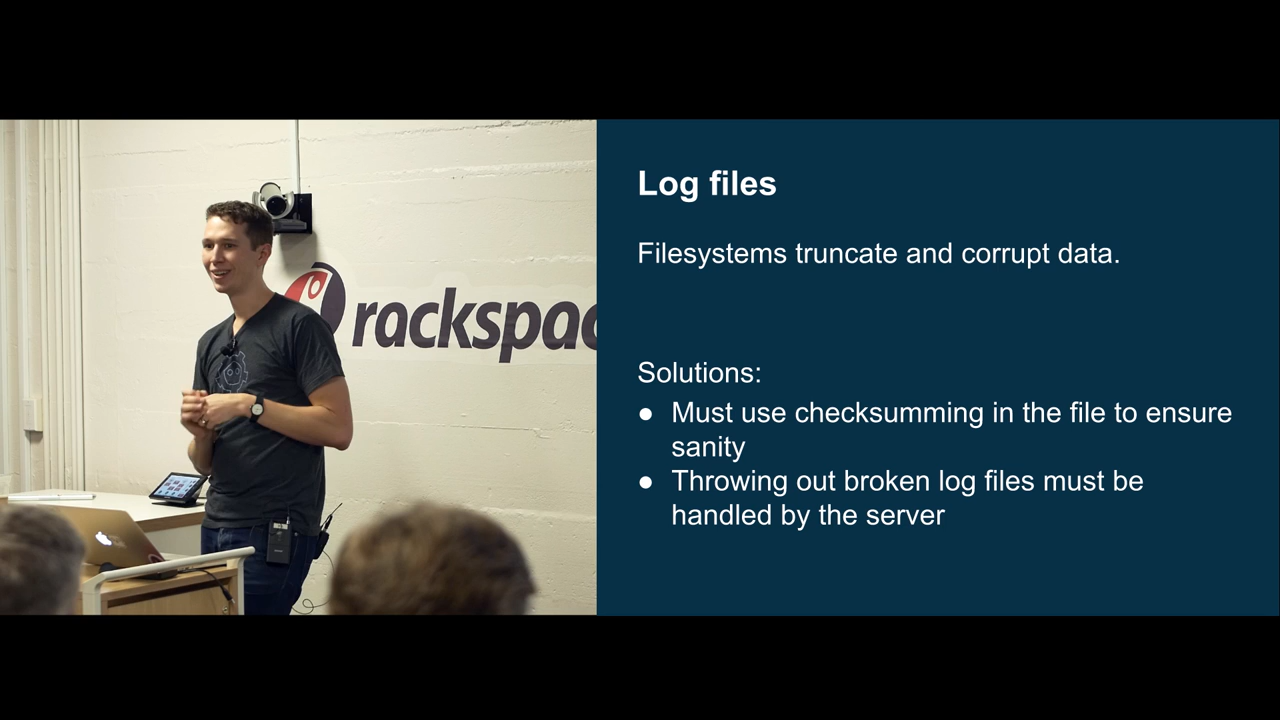 rackspac
Log files
Filesystems truncate and corrupt data.
Solutions:
● Must use checksumming in the file to ensure
sanity
● Throwing out broken log files must be
handled by the server